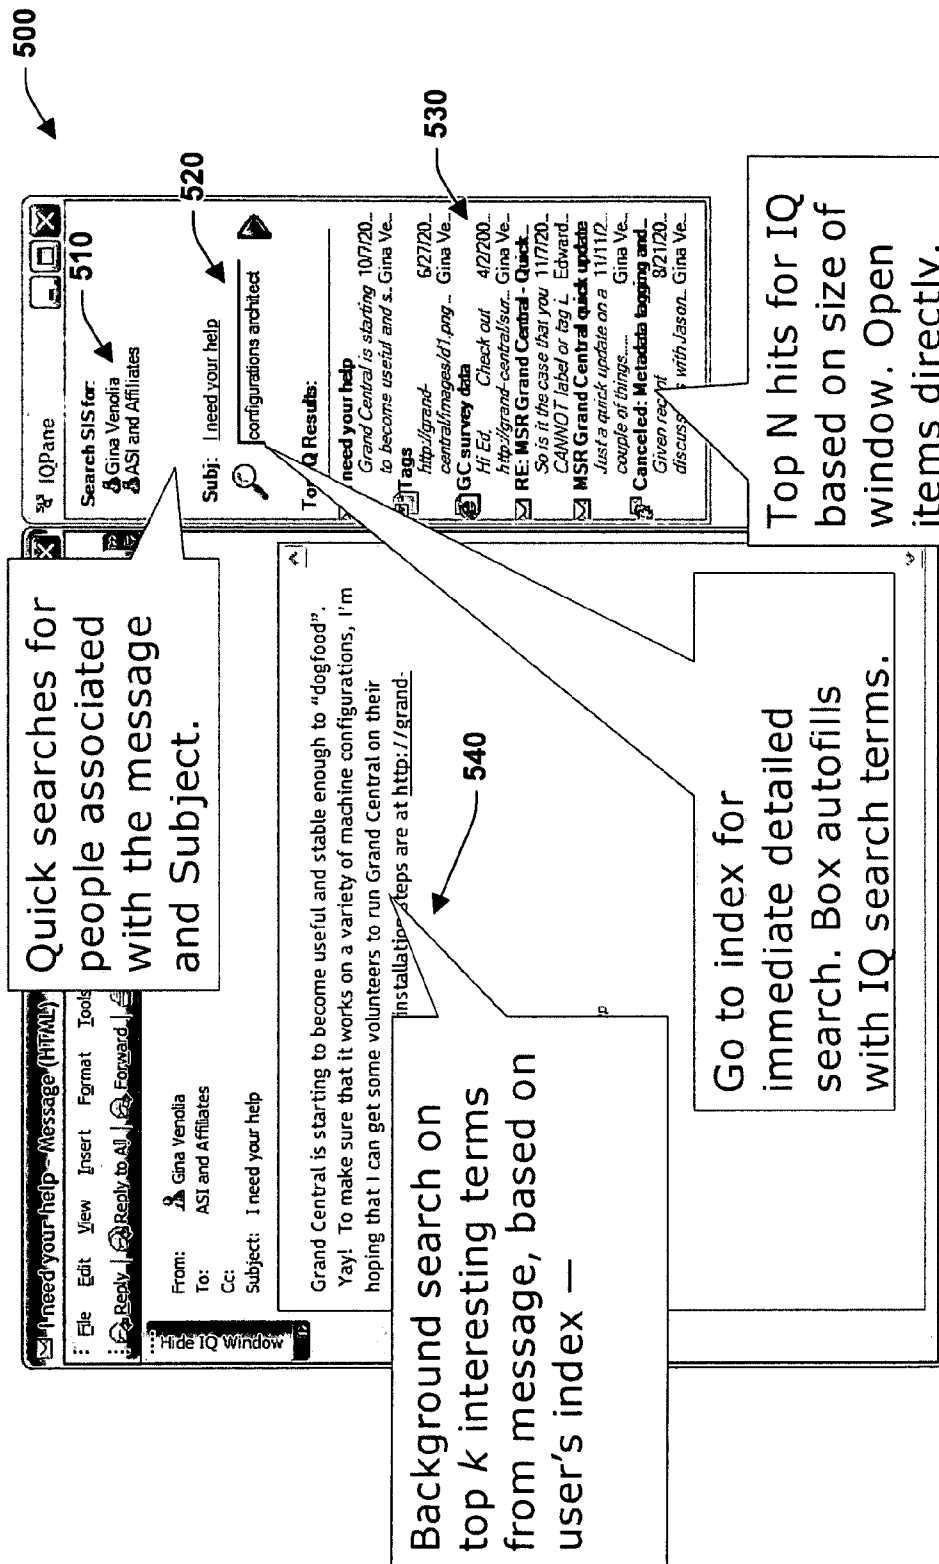 500
I need your help - Message (HTML)
File Edit View Insert Format Tools
Reply Reply to All Forward
Hide IQ Window
From: Gina Venolia
To: ASI and Affiliates
Cc:
Subject: I need your help
Grand Central is starting to become useful and stable enough to "dogfood".
Yay! To make sure that it works on a variety of machine configurations, I'm
hoping that I can get some volunteers to run Grand Central on their
installation steps are at http://grand-
540
Quick searches for
people associated
with the message
and Subject.
Background search on
top k interesting terms
from message, based on
user's index —
IQPane
Search SIS for:
Gina Venolia
ASI and Affiliates
510
Subj: I need your help
520
configurations architect
Top IQ Results:
need your help
Grand Central is starting 10/7/20...
to become useful and s.. Gina Ve...
Tags
http://grand- 6/27/20...
central/images/d1.png ... Gina Ve...
GC survey data
Hi Ed, Check out 4/2/200...
http://grand-central/sur... Gina Ve...
530
RE: MSR Grand Central - Quick...
So is it the case that you 11/7/20...
CANNOT label or tag i.. Edward...
MSR Grand Central quick update
Just a quick update on a 11/11/2...
couple of things...... Gina Ve...
Canceled: Metadata tagging and...
Given recent 8/21/20...
with Jason... Gina Ve...
Go to index for
immediate detailed
search. Box autofills
with IQ search terms.
Top N hits for IQ
based on size of
window. Open
items directly.